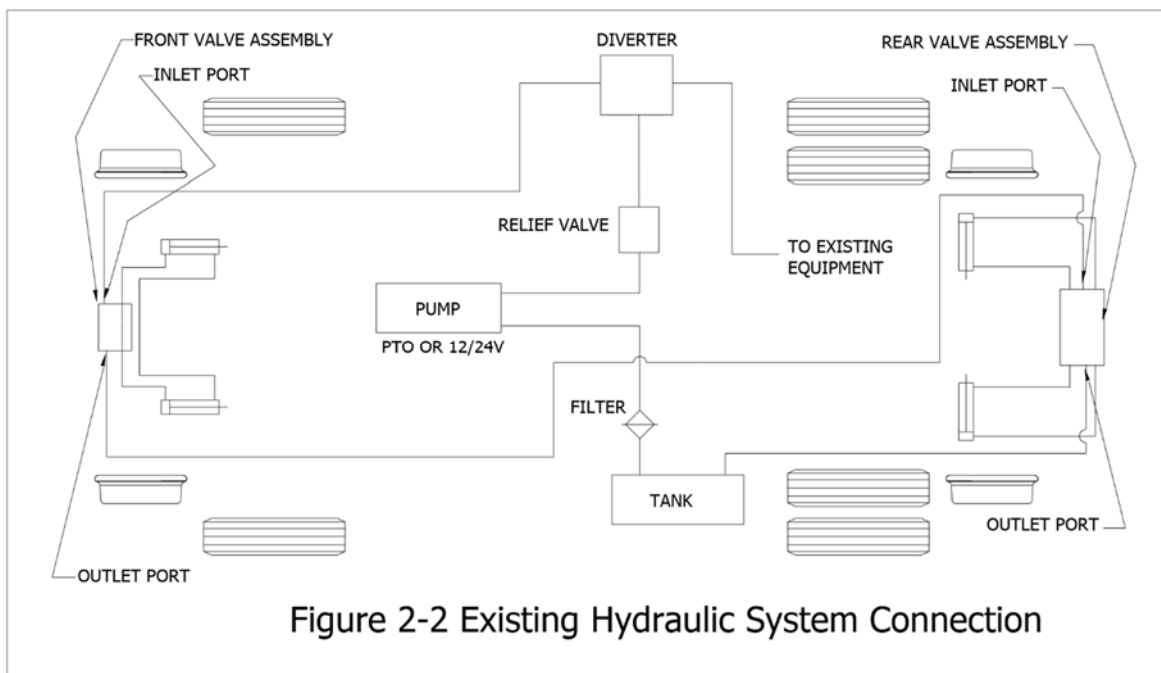 FRONT VALVE ASSEMBLY
DIVERTER
REAR VALVE ASSEMBLY
INLET PORT
INLET PORT
RELIEF VALVE
TO EXISTING
EQUIPMENT
PUMP
PTO OR 12/24V
FILTER
TANK
OUTLET PORT
OUTLET PORT
Figure 2-2 Existing Hydraulic System Connection